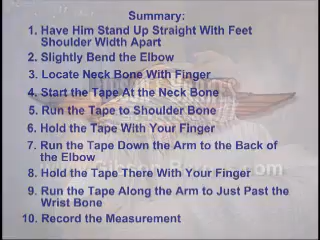 Summary:
1. Have Him Stand Up Straight With Feet
Shoulder Width Apart
2. Slightly Bend the Elbow
3. Locate Neck Bone With Finger
4. Start the Tape At the Neck Bone
5. Run the Tape to Shoulder Bone
6. Hold the Tape With Your Finger
7. Run the Tape Down the Arm to the Back of
the Elbow
8. Hold the Tape There With Your Finger
9. Run the Tape Along the Arm to Just Past the
Wrist Bone
10. Record the Measurement